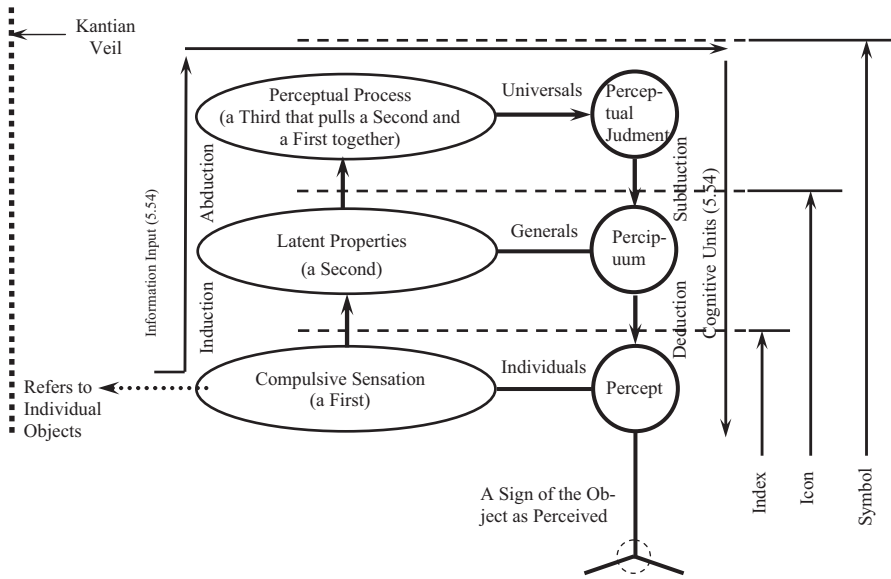 Kantian
Veil
Perceptual Process
(a Third that pulls a Second and
a First together)
Universals
Percep-
tual
Judgment
Information Input (5.54)
Abduction
Subduction
Cognitive Units (5.54)
Latent Properties
(a Second)
Generals
Percip-
uum
Induction
Deduction
Refers to
Individual
Objects
Compulsive Sensation
(a First)
Individuals
Percept
A Sign of the Ob-
ject as Perceived
Index
Icon
Symbol